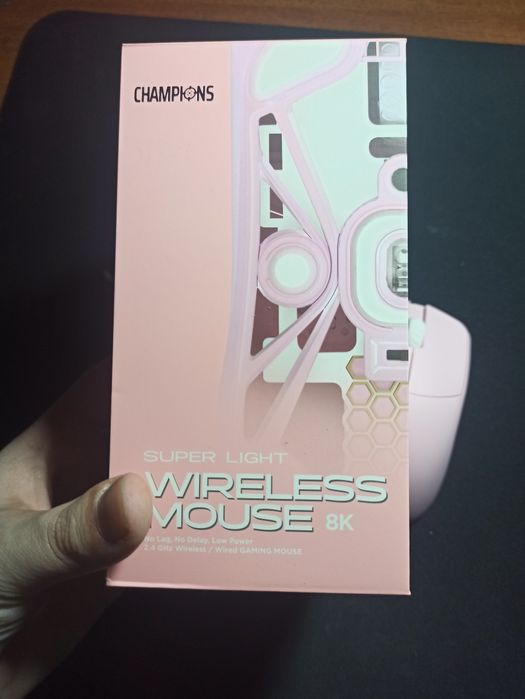 CHAMPIONS
SUPER LIGHT
WIRELESS
MOUSE 8K
No Lag, No Delay, Low Power
2.4 GHz Wireless / Wired GAMING MOUSE